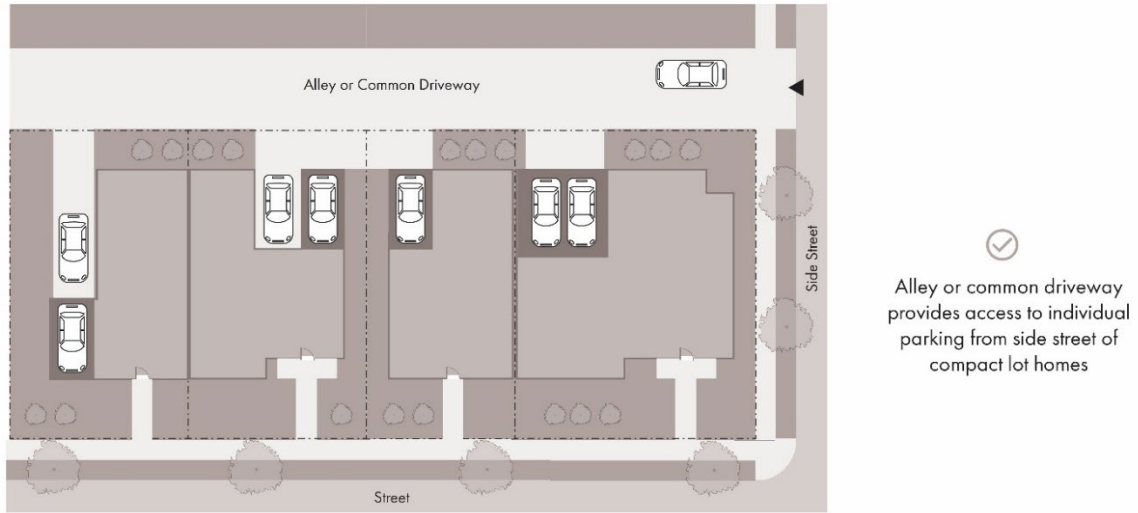 Alley or Common Driveway
Side Street
Street
Alley or common driveway
provides access to individual
parking from side street of
compact lot homes